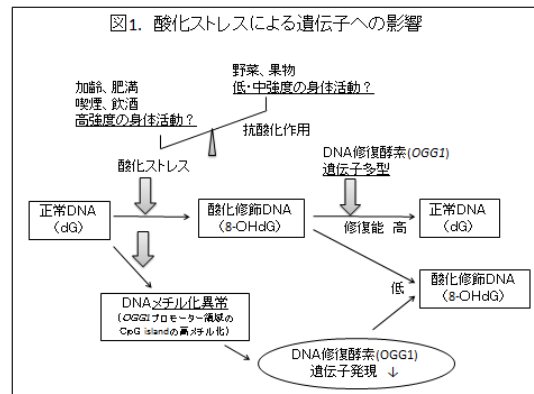 図1. 酸化ストレスによる遺伝子への影響
野菜、果物
低・中強度の身体活動？
加齢、肥満
喫煙、飲酒
高強度の身体活動？
抗酸化作用
酸化ストレス
DNA修復酵素(OGG1)
遺伝子多型
正常DNA
(dG)
酸化修飾DNA
(8-OHdG)
修復能 高
正常DNA
(dG)
低
酸化修飾DNA
(8-OHdG)
DNAメチル化異常
(OGG1プロモーター領域の
CpG islandの高メチル化)
DNA修復酵素(OGG1)
遺伝子発現 ↓